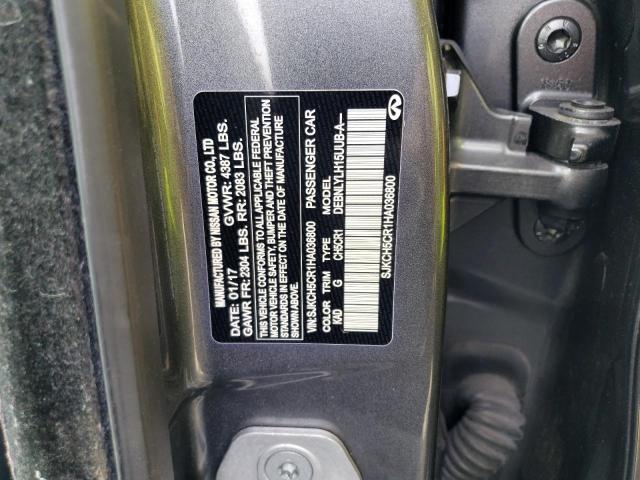 MANUFACTURED BY NISSAN MOTOR CO., LTD
DATE: 01/17 GVWR: 4387 LBS.
GAWR FR: 2304 LBS. RR: 2083 LBS.
THIS VEHICLE CONFORMS TO ALL APPLICABLE FEDERAL
MOTOR VEHICLE SAFETY, BUMPER AND THEFT PREVENTION
STANDARDS IN EFFECT ON THE DATE OF MANUFACTURE
SHOWN ABOVE.
VIN:SJKCH5CR1HA036800 PASSENGER CAR
COLOR TRIM TYPE MODEL
KAD G CH5CR1 DEBNLYLH15UUB-A--
SJKCH5CR1HA036800